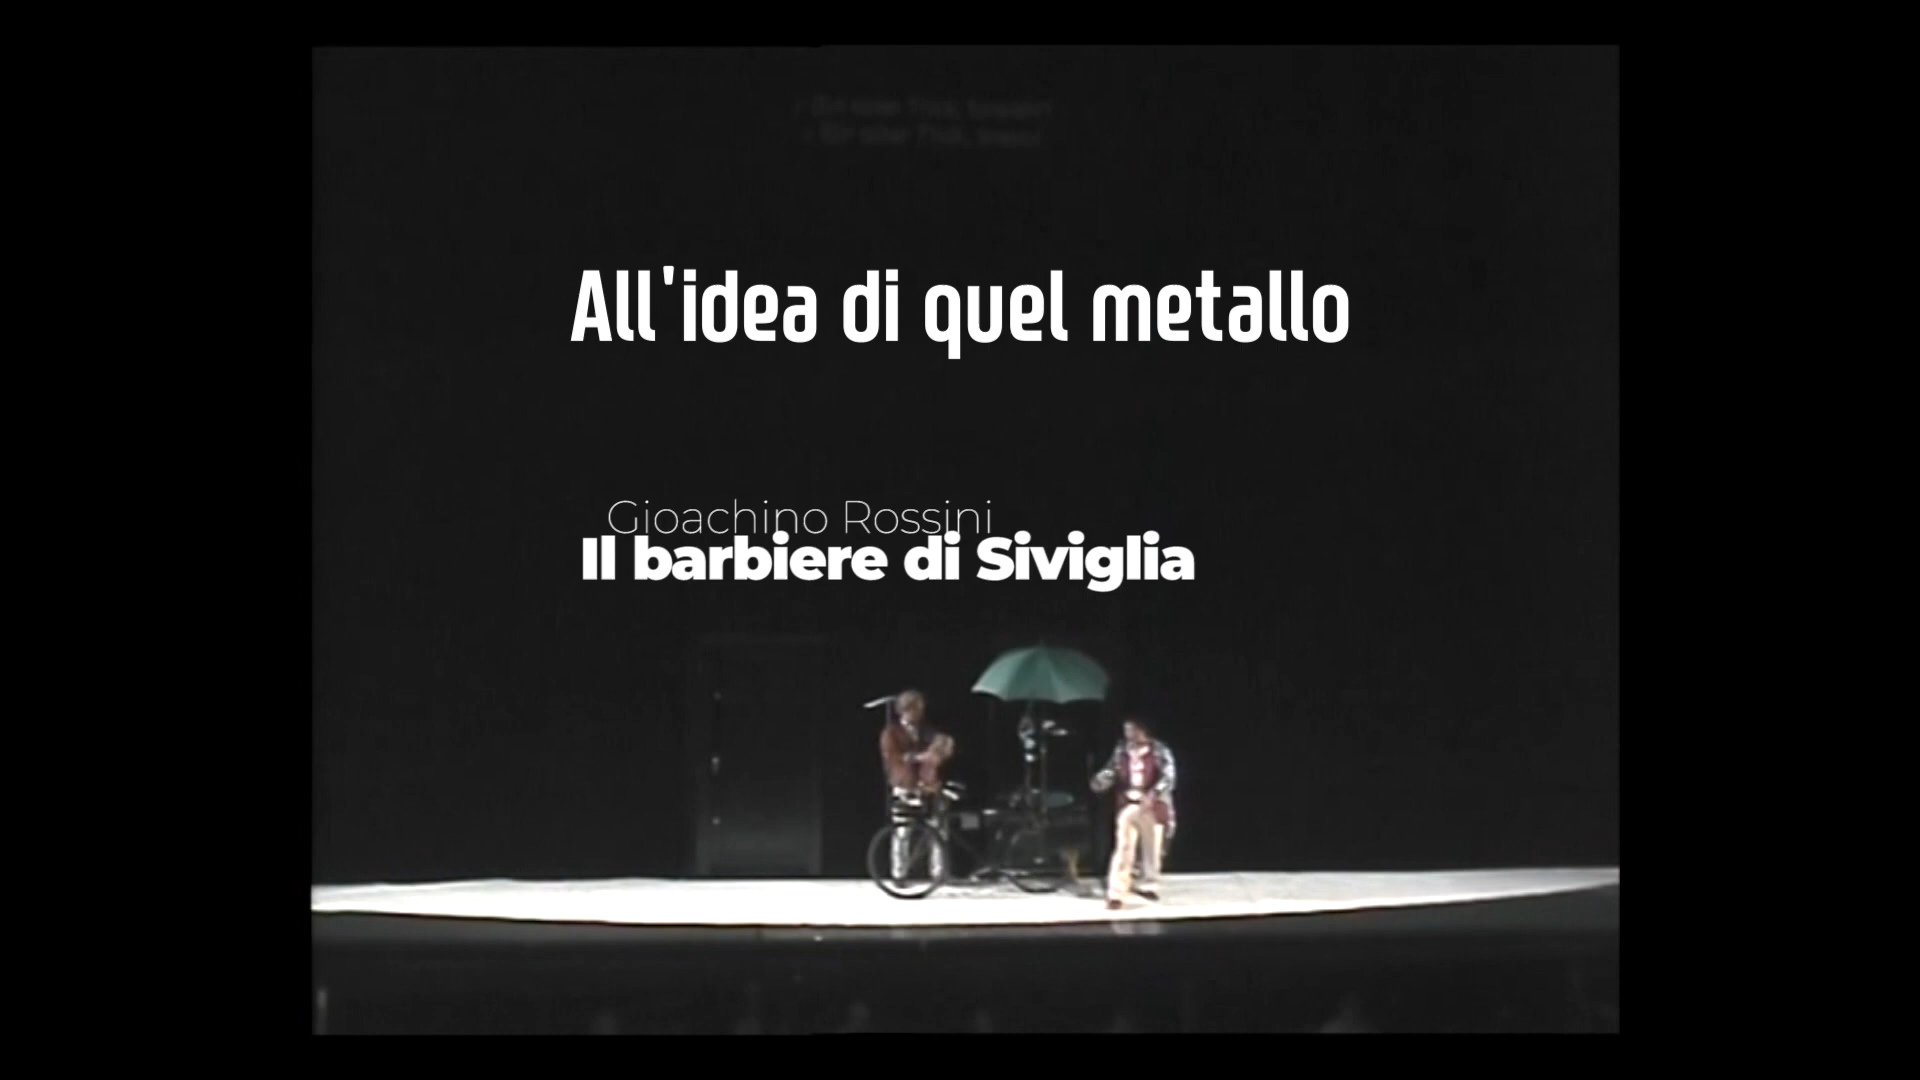 All'idea di quel metallo
Gioachino Rossini
Il barbiere di Siviglia